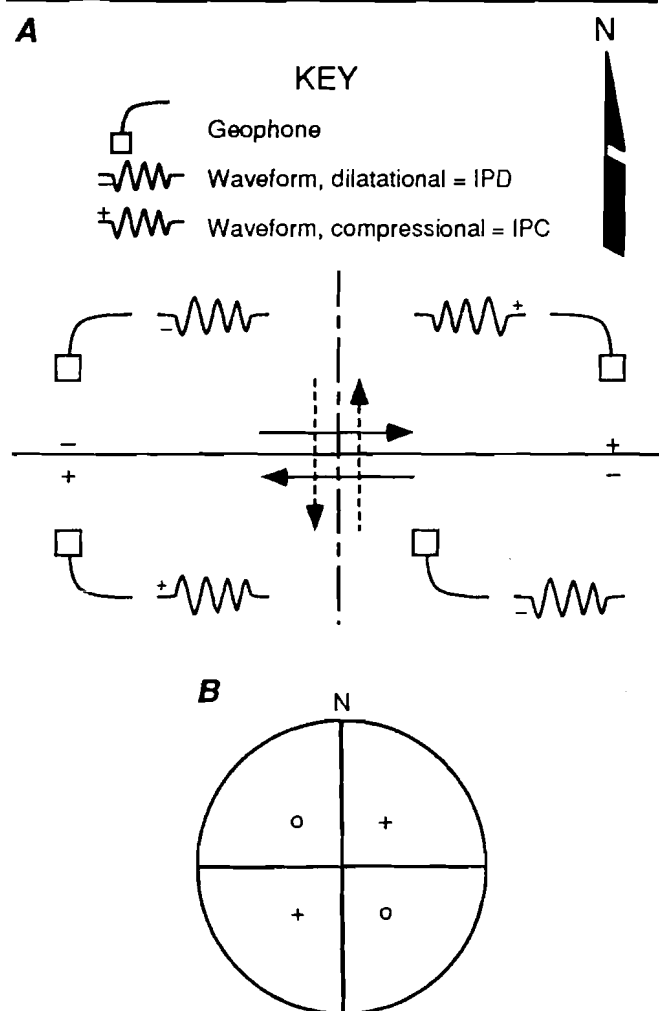 A
N
KEY
Geophone
Waveform, dilatational = IPD
+ Waveform, compressional = IPC
− +
− +
+ −
+ −
B
N
o +
+ o